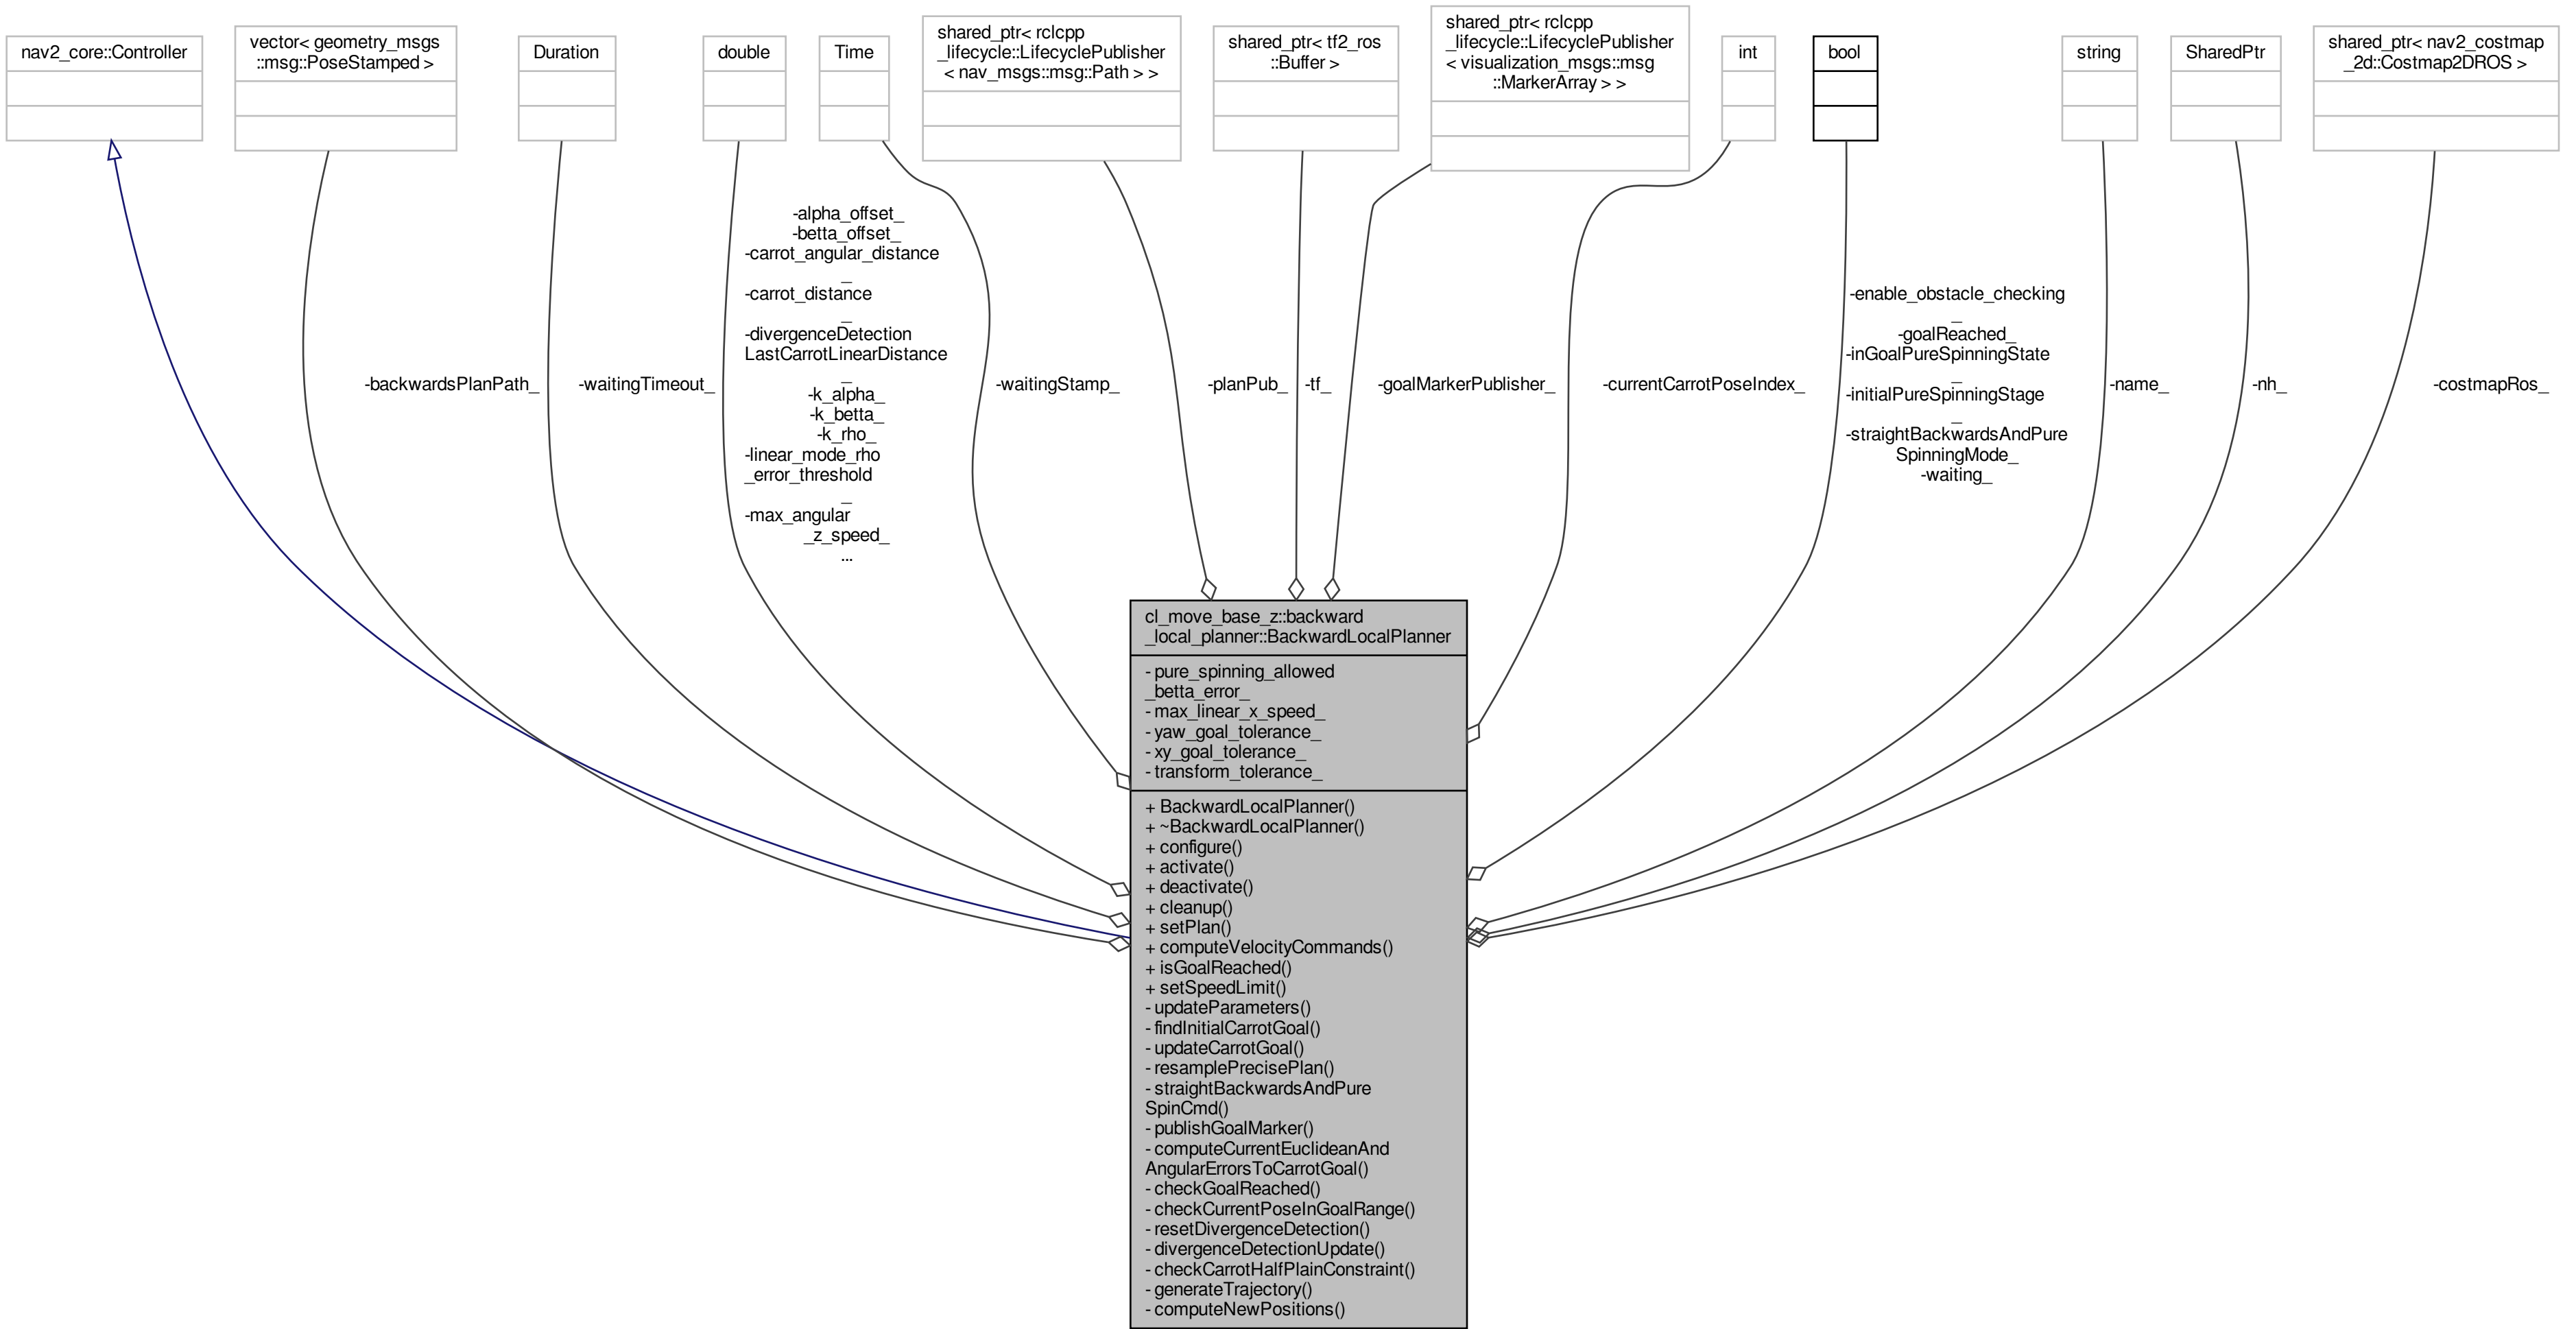 nav2_core::Controller
vector< geometry_msgs
::msg::PoseStamped >
Duration
double
Time
shared_ptr< rclcpp
_lifecycle::LifecyclePublisher
< nav_msgs::msg::Path > >
shared_ptr< tf2_ros
::Buffer >
shared_ptr< rclcpp
_lifecycle::LifecyclePublisher
< visualization_msgs::msg
::MarkerArray > >
int
bool
string
SharedPtr
shared_ptr< nav2_costmap
_2d::Costmap2DROS >
-backwardsPlanPath_
-waitingTimeout_
-alpha_offset_
-betta_offset_
-carrot_angular_distance
_
-carrot_distance
_
-divergenceDetection
LastCarrotLinearDistance
_
-k_alpha_
-k_betta_
-k_rho_
-linear_mode_rho
_error_threshold
_
-max_angular
_z_speed_
...
-waitingStamp_
-planPub_
-tf_
-goalMarkerPublisher_
-currentCarrotPoseIndex_
-enable_obstacle_checking
_
-goalReached_
-inGoalPureSpinningState
_
-initialPureSpinningStage
_
-straightBackwardsAndPure
SpinningMode_
-waiting_
-name_
-nh_
-costmapRos_
cl_move_base_z::backward
_local_planner::BackwardLocalPlanner
- pure_spinning_allowed
_betta_error_
- max_linear_x_speed_
- yaw_goal_tolerance_
- xy_goal_tolerance_
- transform_tolerance_
+ BackwardLocalPlanner()
+ ~BackwardLocalPlanner()
+ configure()
+ activate()
+ deactivate()
+ cleanup()
+ setPlan()
+ computeVelocityCommands()
+ isGoalReached()
+ setSpeedLimit()
- updateParameters()
- findInitialCarrotGoal()
- updateCarrotGoal()
- resamplePrecisePlan()
- straightBackwardsAndPure
SpinCmd()
- publishGoalMarker()
- computeCurrentEuclideanAnd
AngularErrorsToCarrotGoal()
- checkGoalReached()
- checkCurrentPoseInGoalRange()
- resetDivergenceDetection()
- divergenceDetectionUpdate()
- checkCarrotHalfPlainConstraint()
- generateTrajectory()
- computeNewPositions()